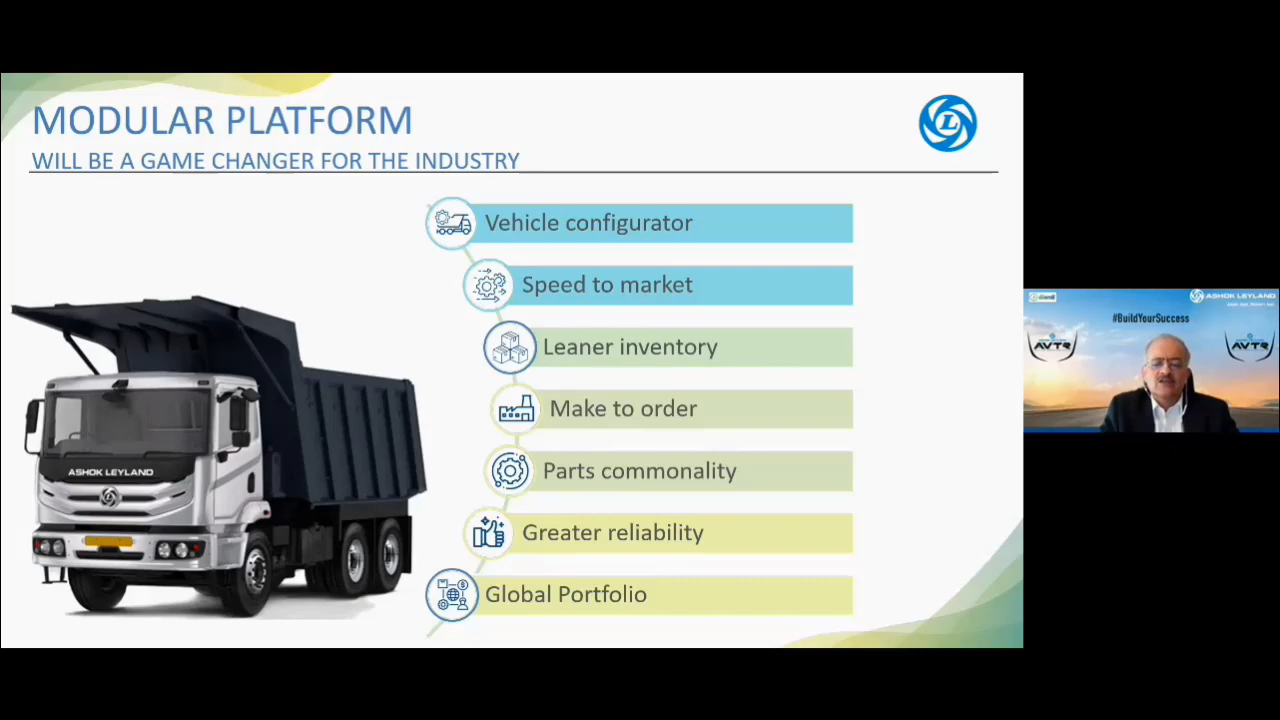 MODULAR PLATFORM
WILL BE A GAME CHANGER FOR THE INDUSTRY
L
Vehicle configurator
Speed to market
Leaner inventory
Make to order
Parts commonality
Greater reliability
Global Portfolio
ASHOK LEYLAND
ASHOK LEYLAND
#BuildYourSuccess
AVTR
AVTR